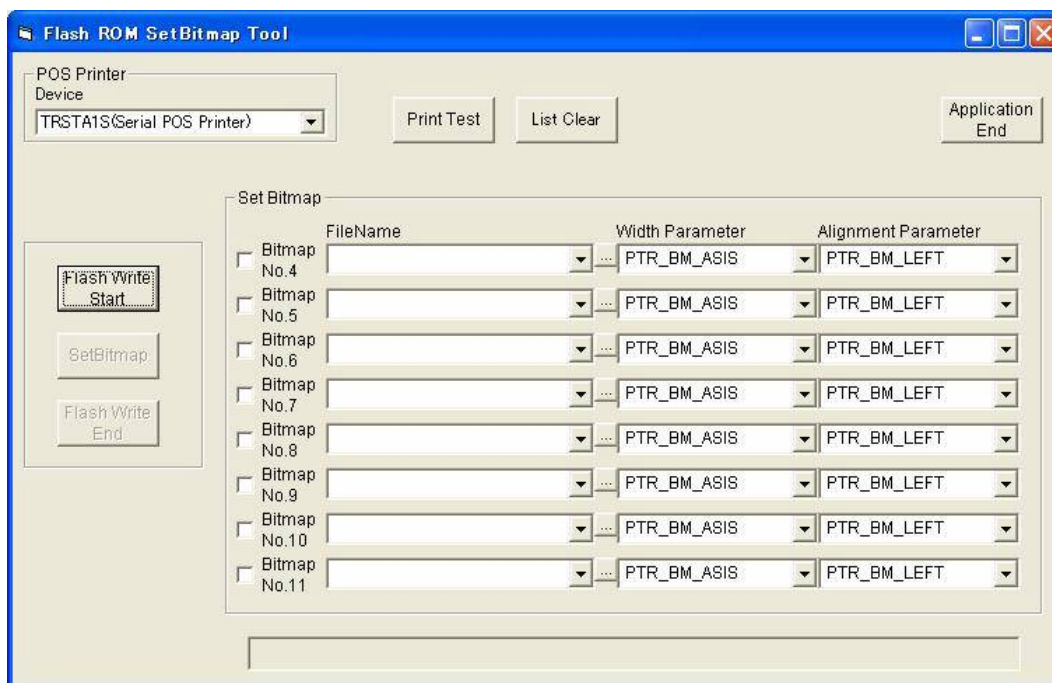 Flash ROM SetBitmap Tool
POS Printer
Device
TRSTA1S(Serial POS Printer)
Print Test
List Clear
Application
End
Set Bitmap
FileName Width Parameter Alignment Parameter
Flash Write
Start
SetBitmap
Flash Write
End
Bitmap
No.4 ... PTR_BM_ASIS PTR_BM_LEFT
Bitmap
No.5 ... PTR_BM_ASIS PTR_BM_LEFT
Bitmap
No.6 ... PTR_BM_ASIS PTR_BM_LEFT
Bitmap
No.7 ... PTR_BM_ASIS PTR_BM_LEFT
Bitmap
No.8 ... PTR_BM_ASIS PTR_BM_LEFT
Bitmap
No.9 ... PTR_BM_ASIS PTR_BM_LEFT
Bitmap
No.10 ... PTR_BM_ASIS PTR_BM_LEFT
Bitmap
No.11 ... PTR_BM_ASIS PTR_BM_LEFT